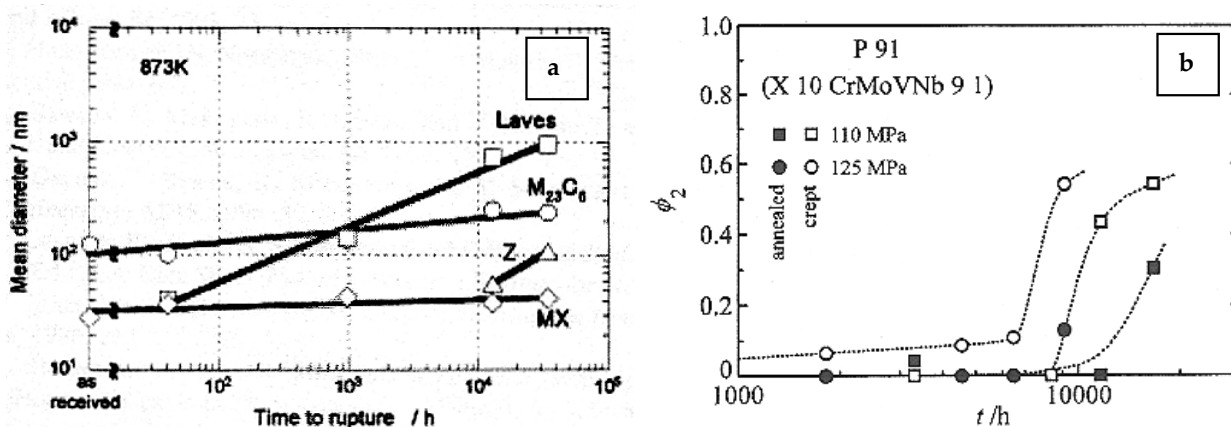 10⁴
10³
10²
10¹
Mean diameter / nm
873K
a
Laves
M₂₃C₆
Z
MX
as
received
10²
10³
10⁴
10⁵
Time to rupture / h
1.0
0.8
0.6
0.4
0.2
0
ϕ₂
P 91
(X 10 CrMoVNb 9 1)
b
110 MPa
125 MPa
annealed
crept
1000
10000
t /h